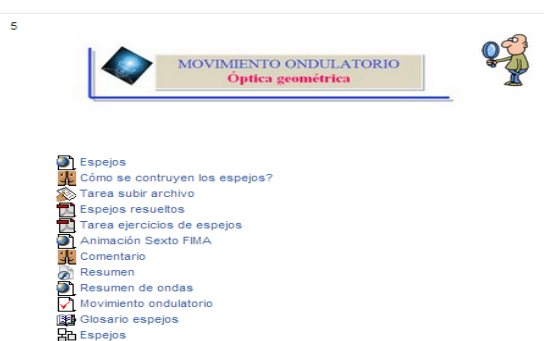 5
MOVIMIENTO ONDULATORIO
Óptica geométrica
Espejos
Cómo se contruyen los espejos?
Tarea subir archivo
Espejos resueltos
Tarea ejercicios de espejos
Animación Sexto FIMA
Comentario
Resumen
Resumen de ondas
Movimiento ondulatorio
Glosario espejos
Espejos